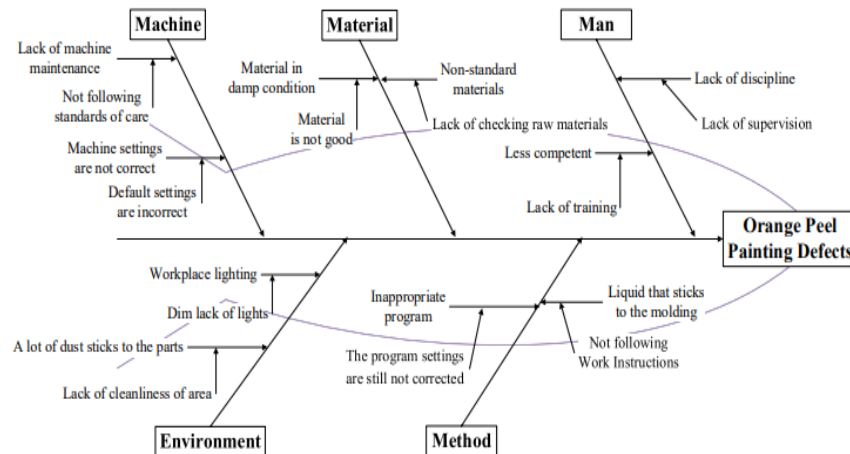 Machine
Material
Man
Lack of machine
maintenance
Not following
standards of care
Machine settings
are not correct
Default settings
are incorrect
Material in
damp condition
Material
is not good
Non-standard
materials
Lack of checking raw materials
Lack of discipline
Lack of supervision
Less competent
Lack of training
Orange Peel
Painting Defects
Workplace lighting
Dim lack of lights
A lot of dust sticks to the parts
Lack of cleanliness of area
Inappropriate
program
The program settings
are still not corrected
Liquid that sticks
to the molding
Not following
Work Instructions
Environment
Method